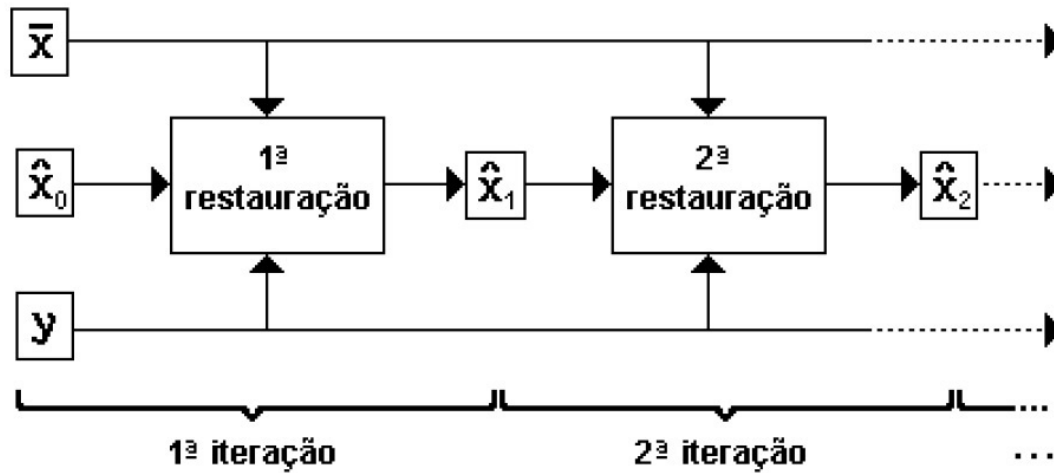 x̄
x̂₀
1ª
restauração
x̂₁
2ª
restauração
x̂₂
y
1ª iteração
2ª iteração
...
...